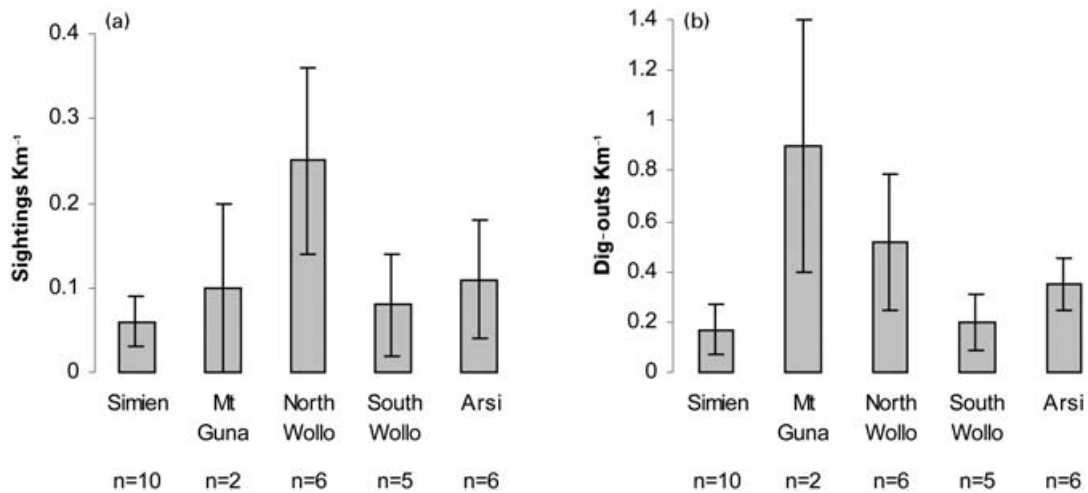 (a)
Sightings Km⁻¹
0.4
0.3
0.2
0.1
0
Simien Mt Guna North Wollo South Wollo Arsi
n=10 n=2 n=6 n=5 n=6
(b)
Dig-outs Km⁻¹
1.4
1.2
1
0.8
0.6
0.4
0.2
0
Simien Mt Guna North Wollo South Wollo Arsi
n=10 n=2 n=6 n=5 n=6